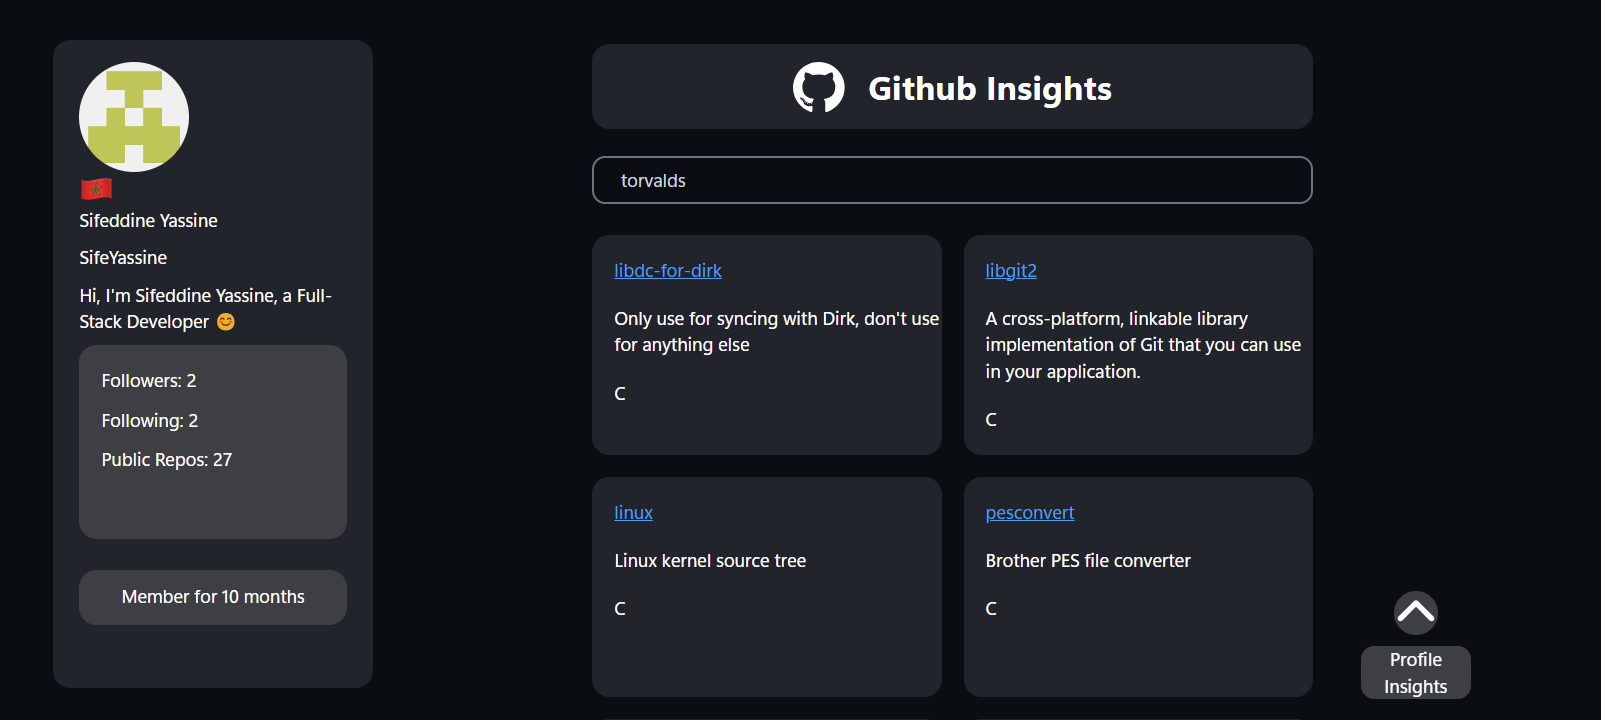 Sifeddine Yassine
SifeYassine
Hi, I'm Sifeddine Yassine, a Full-
Stack Developer 😊
Followers: 2
Following: 2
Public Repos: 27
Member for 10 months
Github Insights
torvalds
libdc-for-dirk
Only use for syncing with Dirk, don't use
for anything else
C
libgit2
A cross-platform, linkable library
implementation of Git that you can use
in your application.
C
linux
Linux kernel source tree
C
pesconvert
Brother PES file converter
C
Profile
Insights